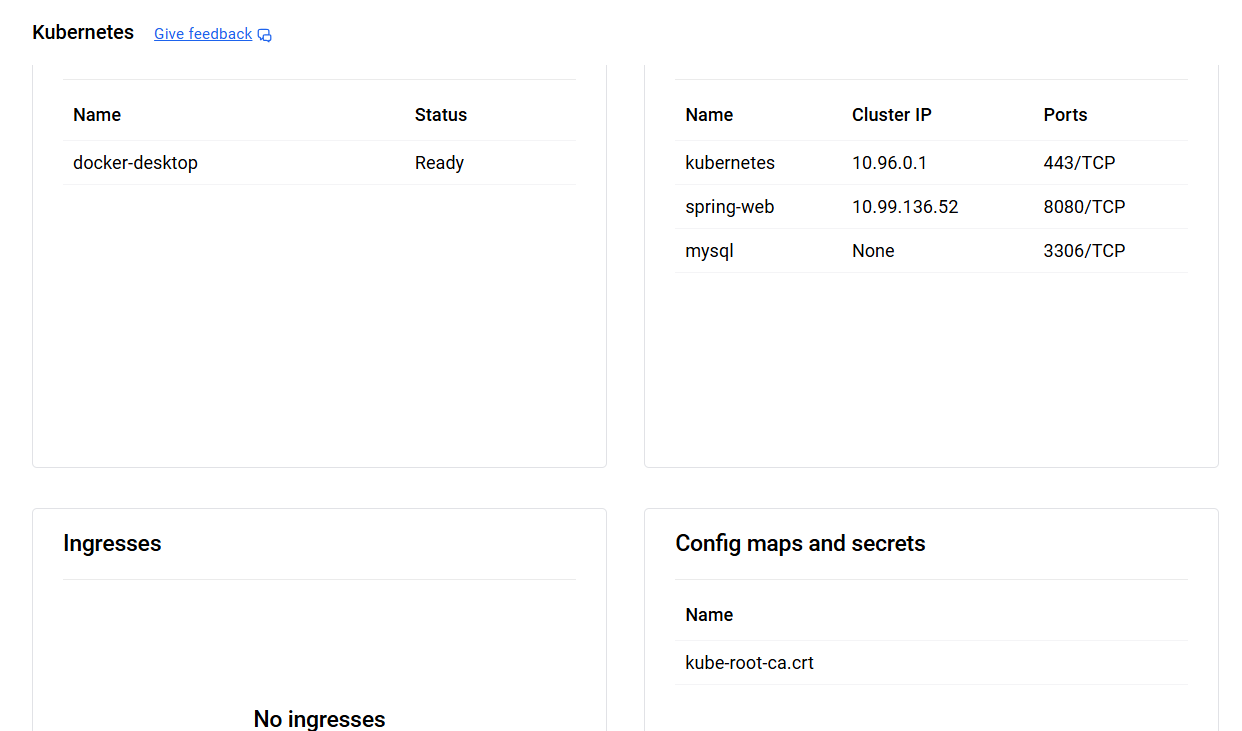 Kubernetes Give feedback
Name Status
docker-desktop Ready
Name Cluster IP Ports
kubernetes 10.96.0.1 443/TCP
spring-web 10.99.136.52 8080/TCP
mysql None 3306/TCP
Ingresses
No ingresses
Config maps and secrets
Name
kube-root-ca.crt